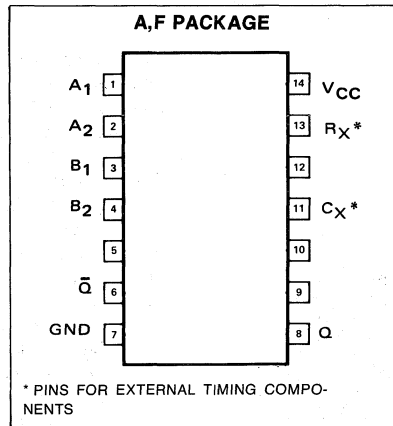 A,F PACKAGE
A1 1 14 VCC
A2 2 13 RX*
B1 3 12
B2 4 11 CX*
5 10
Q̄ 6 9
GND 7 8 Q
* PINS FOR EXTERNAL TIMING COMPO-
NENTS